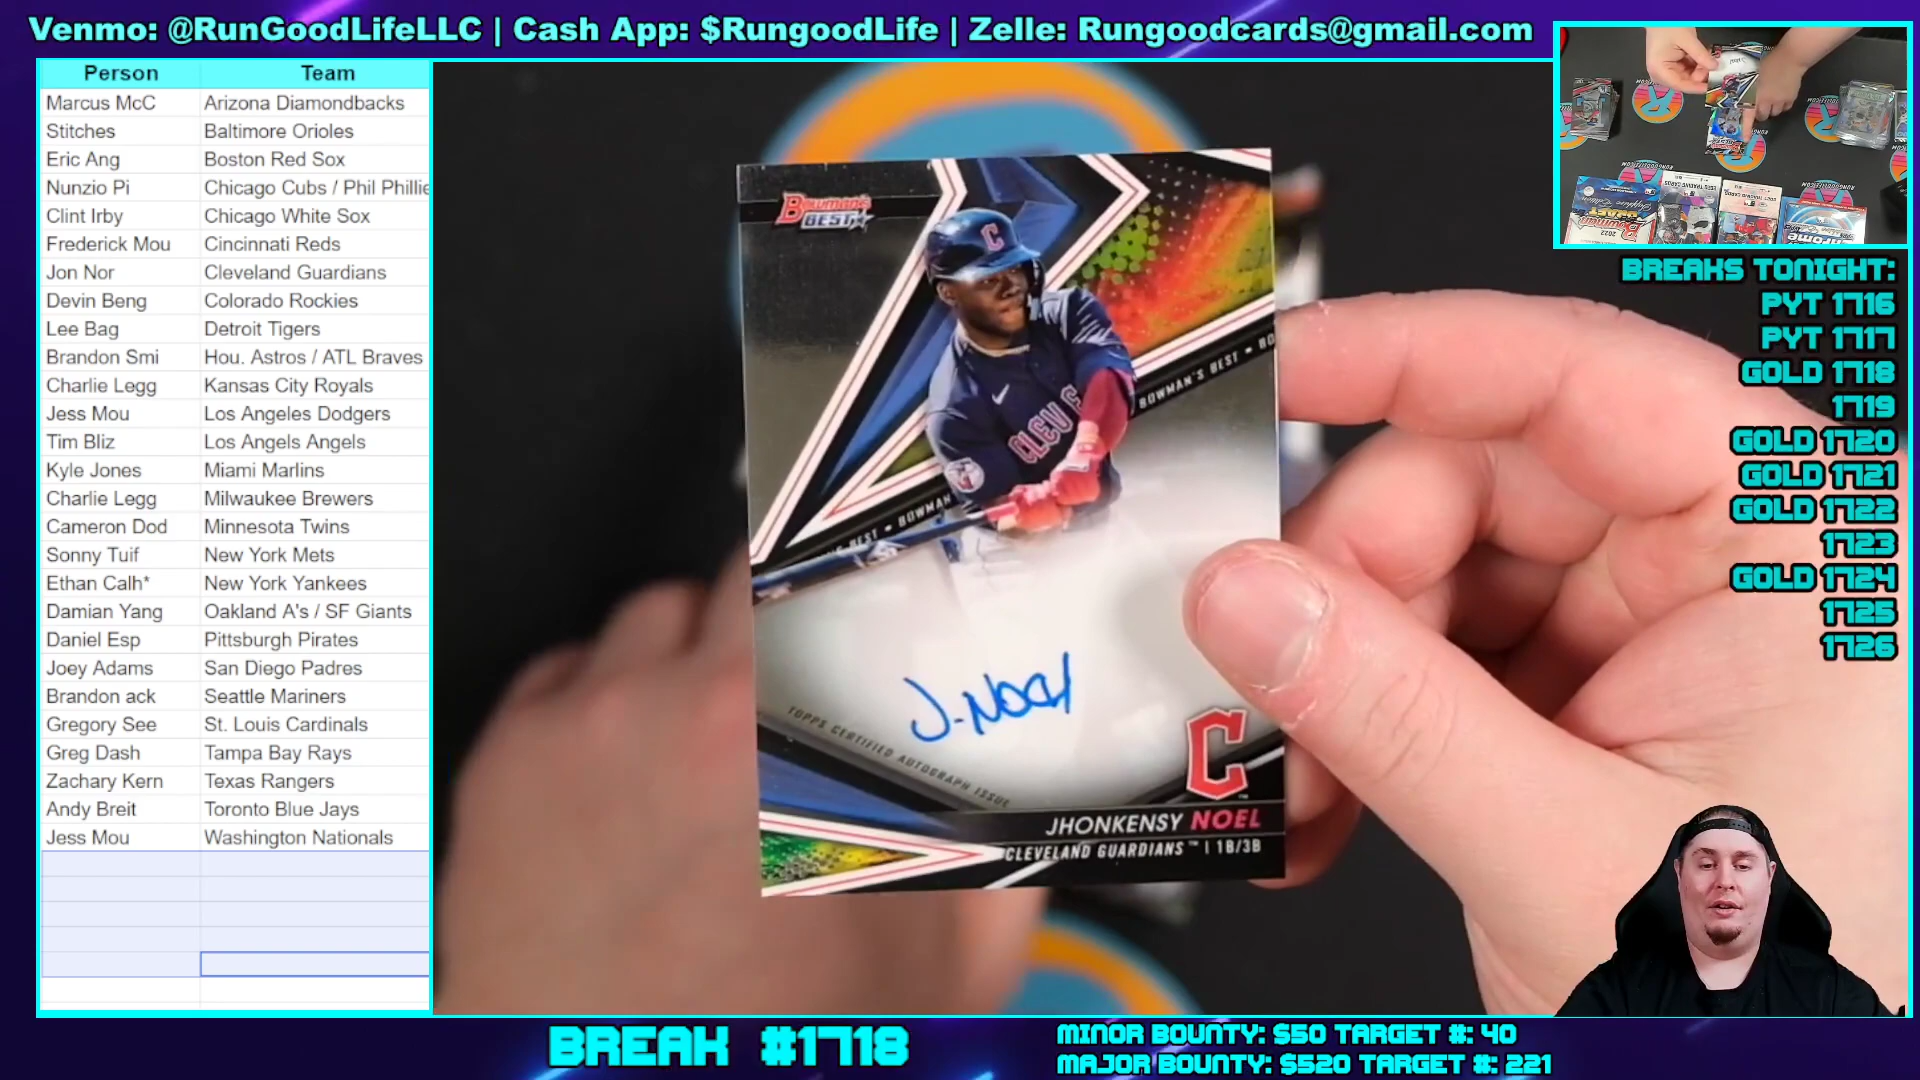 Venmo: @RunGoodLifeLLC | Cash App: $RungoodLife | Zelle: Rungoodcards@gmail.com
Person Team
Marcus McC Arizona Diamondbacks
Stitches Baltimore Orioles
Eric Ang Boston Red Sox
Nunzio Pi Chicago Cubs / Phil Phillie
Clint Irby Chicago White Sox
Frederick Mou Cincinnati Reds
Jon Nor Cleveland Guardians
Devin Beng Colorado Rockies
Lee Bag Detroit Tigers
Brandon Smi Hou. Astros / ATL Braves
Charlie Legg Kansas City Royals
Jess Mou Los Angeles Dodgers
Tim Bliz Los Angels Angels
Kyle Jones Miami Marlins
Charlie Legg Milwaukee Brewers
Cameron Dod Minnesota Twins
Sonny Tuif New York Mets
Ethan Calh* New York Yankees
Damian Yang Oakland A's / SF Giants
Daniel Esp Pittsburgh Pirates
Joey Adams San Diego Padres
Brandon ack Seattle Mariners
Gregory See St. Louis Cardinals
Greg Dash Tampa Bay Rays
Zachary Kern Texas Rangers
Andy Breit Toronto Blue Jays
Jess Mou Washington Nationals
Bowman's
BEST
C
BOWMAN'S BEST • BO
CLEVE
BEST • BOWMAN
J-Noel
TOPPS CERTIFIED AUTOGRAPH ISSUE
C
JHONKENSY NOEL
CLEVELAND GUARDIANS™ | 1B/3B
BREAKS TONIGHT:
PYT 1716
PYT 1717
GOLD 1718
1719
GOLD 1720
GOLD 1721
GOLD 1722
1723
GOLD 1724
1725
1726
BREAK #1718
MINOR BOUNTY: $50 TARGET #: 40
MAJOR BOUNTY: $520 TARGET #: 221